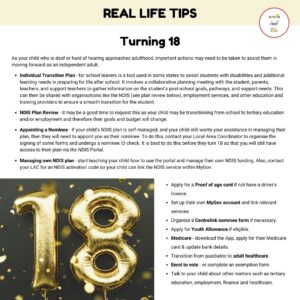 REAL LIFE TIPS
Turning 18
As your child who is deaf or hard of hearing approaches adulthood, important actions may need to be taken to assist them in
moving forward as an independent adult.
• Individual Transition Plan - for school leavers is a tool used in some states to assist students with disabilities and additional
learning needs in preparing for life after school. It involves a collaborative planning meeting with the student, parents,
teachers, and support teachers to gather information on the student's post-school goals, pathways, and support needs. This
can then be shared with organisations like the NDIS (see plan review below), employment services, and other education and
training providers to ensure a smooth transition for the student.
• NDIS Plan Review - it may be a good time to request this as your child may be transitioning from school to tertiary education
and/or employment and therefore their goals and budget will change.
• Appointing a Nominee - if your child's NDIS plan is self-managed, and your child still wants your assistance in managing their
plan, then they will need to appoint you as their nominee. To do this, contact your Local Area Coordinator to organise the
signing of some forms and undergo a nominee ID check. It is best to do this before they turn 18 so that you will still have
access to their plan via the NDIS Portal.
• Managing own NDIS plan - start teaching your child how to use the portal and manage their own NDIS funding. Also, contact
your LAC for an NDIS activation code so your child can link the NDIS service within MyGov.
• Apply for a Proof of age card if not have a driver's
licence.
• Set up their own MyGov account and link relevant
services.
• Organise a Centrelink nominee form if necessary.
• Apply for Youth Allowance if eligible.
• Medicare - download the App, apply for their Medicare
card & update bank details.
• Transition from paediatric to adult healthcare.
• Enrol to vote - or complete an exemption form.
• Talk to your child about other matters such as tertiary
education, employment, finance and healthcare.
18